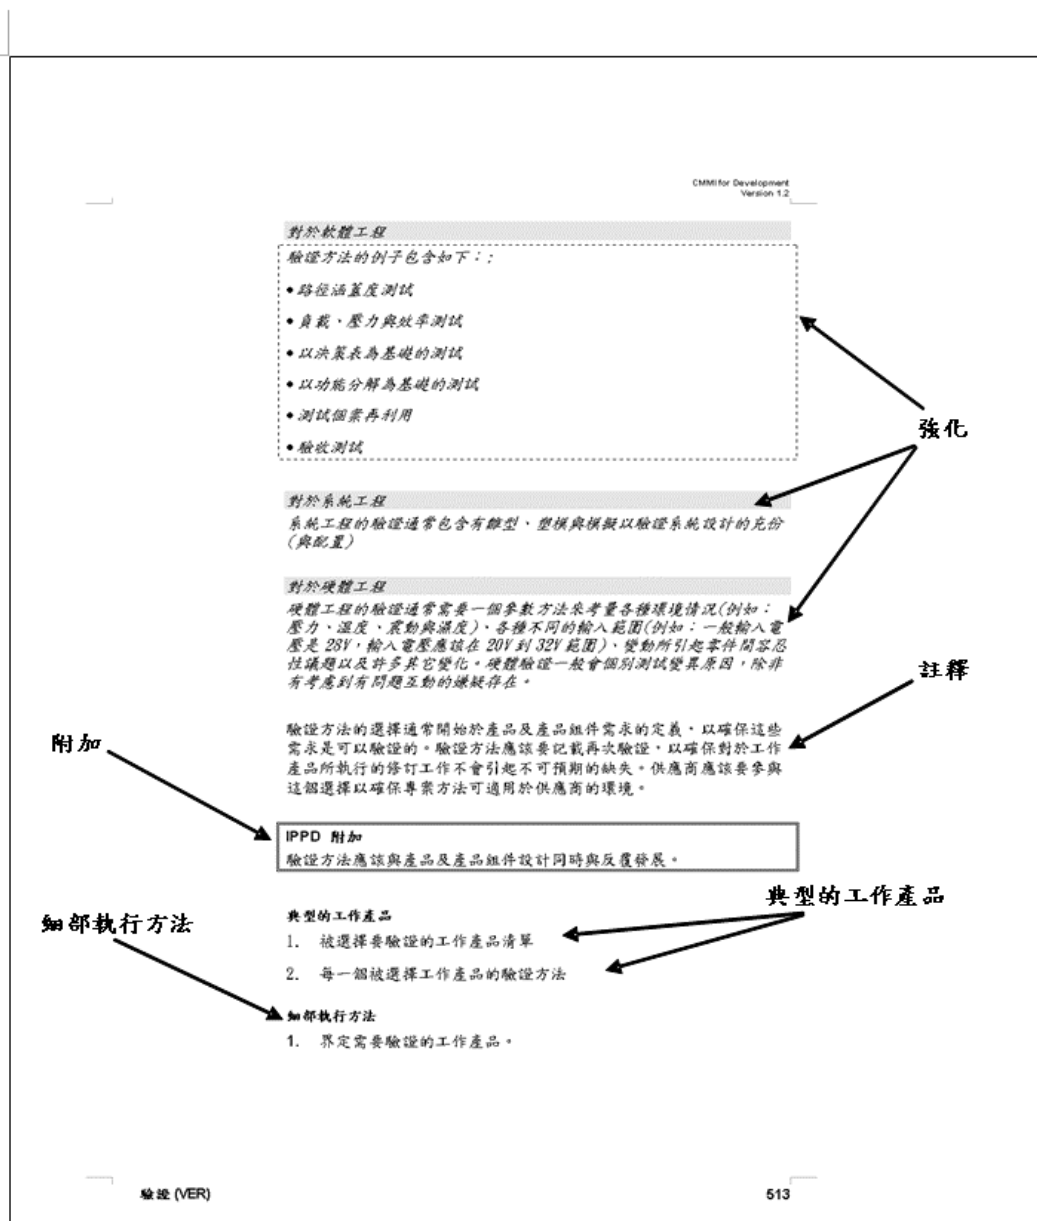 CMMI for Development
Version 1.2
對於軟體工程
驗證方法的例子包含如下：:
• 路徑涵蓋度測試
• 負載、壓力與效率測試
• 以決策表為基礎的測試
• 以功能分解為基礎的測試
• 測試個案再利用
• 驗收測試
強化
對於系統工程
系統工程的驗證通常包含有雛型、塑模與模擬以驗證系統設計的充份
(與配置)
對於硬體工程
硬體工程的驗證通常需要一個參數方法來考量各種環境情況(例如：
壓力、溫度、震動與濕度)、各種不同的輸入範圍(例如：一般輸入電
壓是 28V，輸入電壓應該在 20V 到 32V 範圍)、變動所引起零件間容忍
性議題以及許多其它變化。硬體驗證一般會個別測試變異原因，除非
有考慮到有問題互動的嫌疑存在。
註釋
驗證方法的選擇通常開始於產品及產品組件需求的定義，以確保這些
需求是可以驗證的。驗證方法應該要記載再次驗證，以確保對於工作
產品所執行的修訂工作不會引起不可預期的缺失。供應商應該要參與
這個選擇以確保專案方法可適用於供應商的環境。
附加
IPPD 附加
驗證方法應該與產品及產品組件設計同時與反覆發展。
典型的工作產品
典型的工作產品
1. 被選擇要驗證的工作產品清單
2. 每一個被選擇工作產品的驗證方法
細部執行方法
細部執行方法
1. 界定需要驗證的工作產品。
驗證 (VER)
513